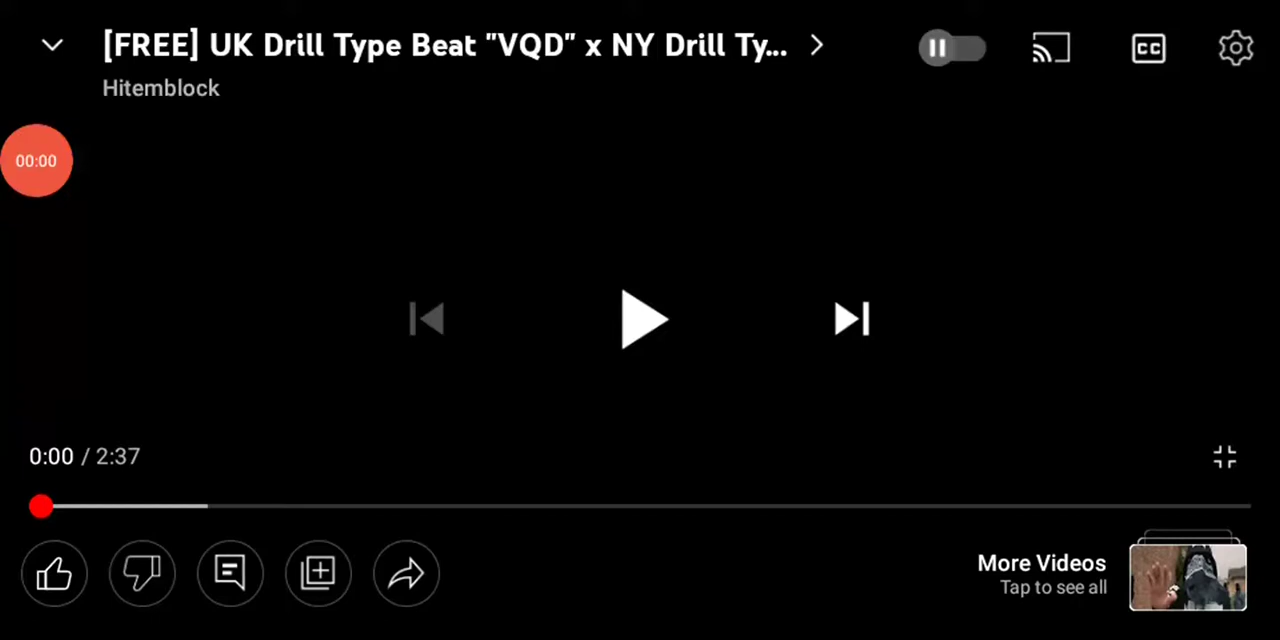 [FREE] UK Drill Type Beat "VQD" x NY Drill Ty...
Hitemblock
CC
00:00
0:00 / 2:37
More Videos
Tap to see all